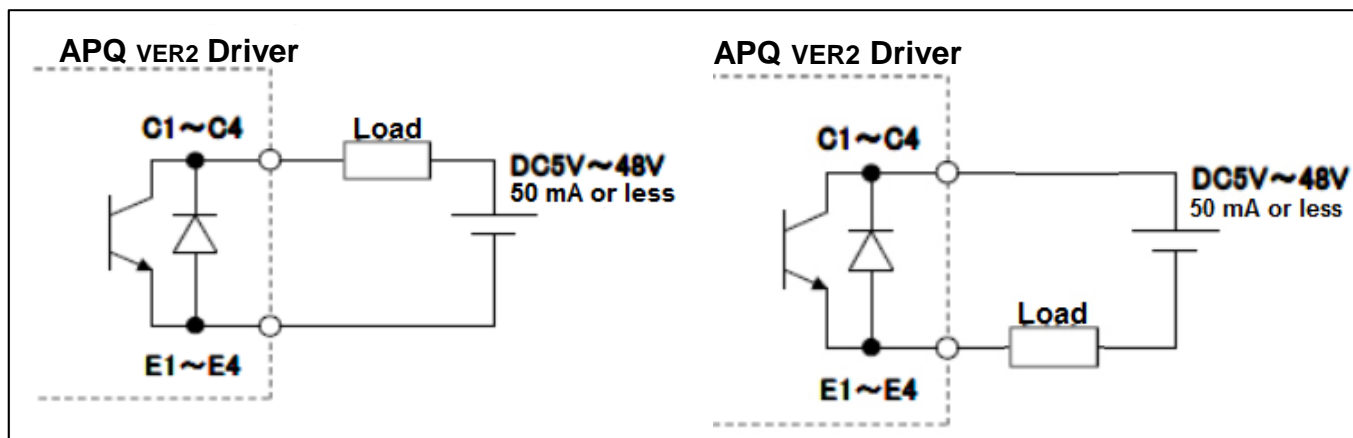 APQ VER2 Driver
C1～C4
Load
DC5V～48V
50 mA or less
E1～E4
APQ VER2 Driver
C1～C4
DC5V～48V
50 mA or less
Load
E1～E4